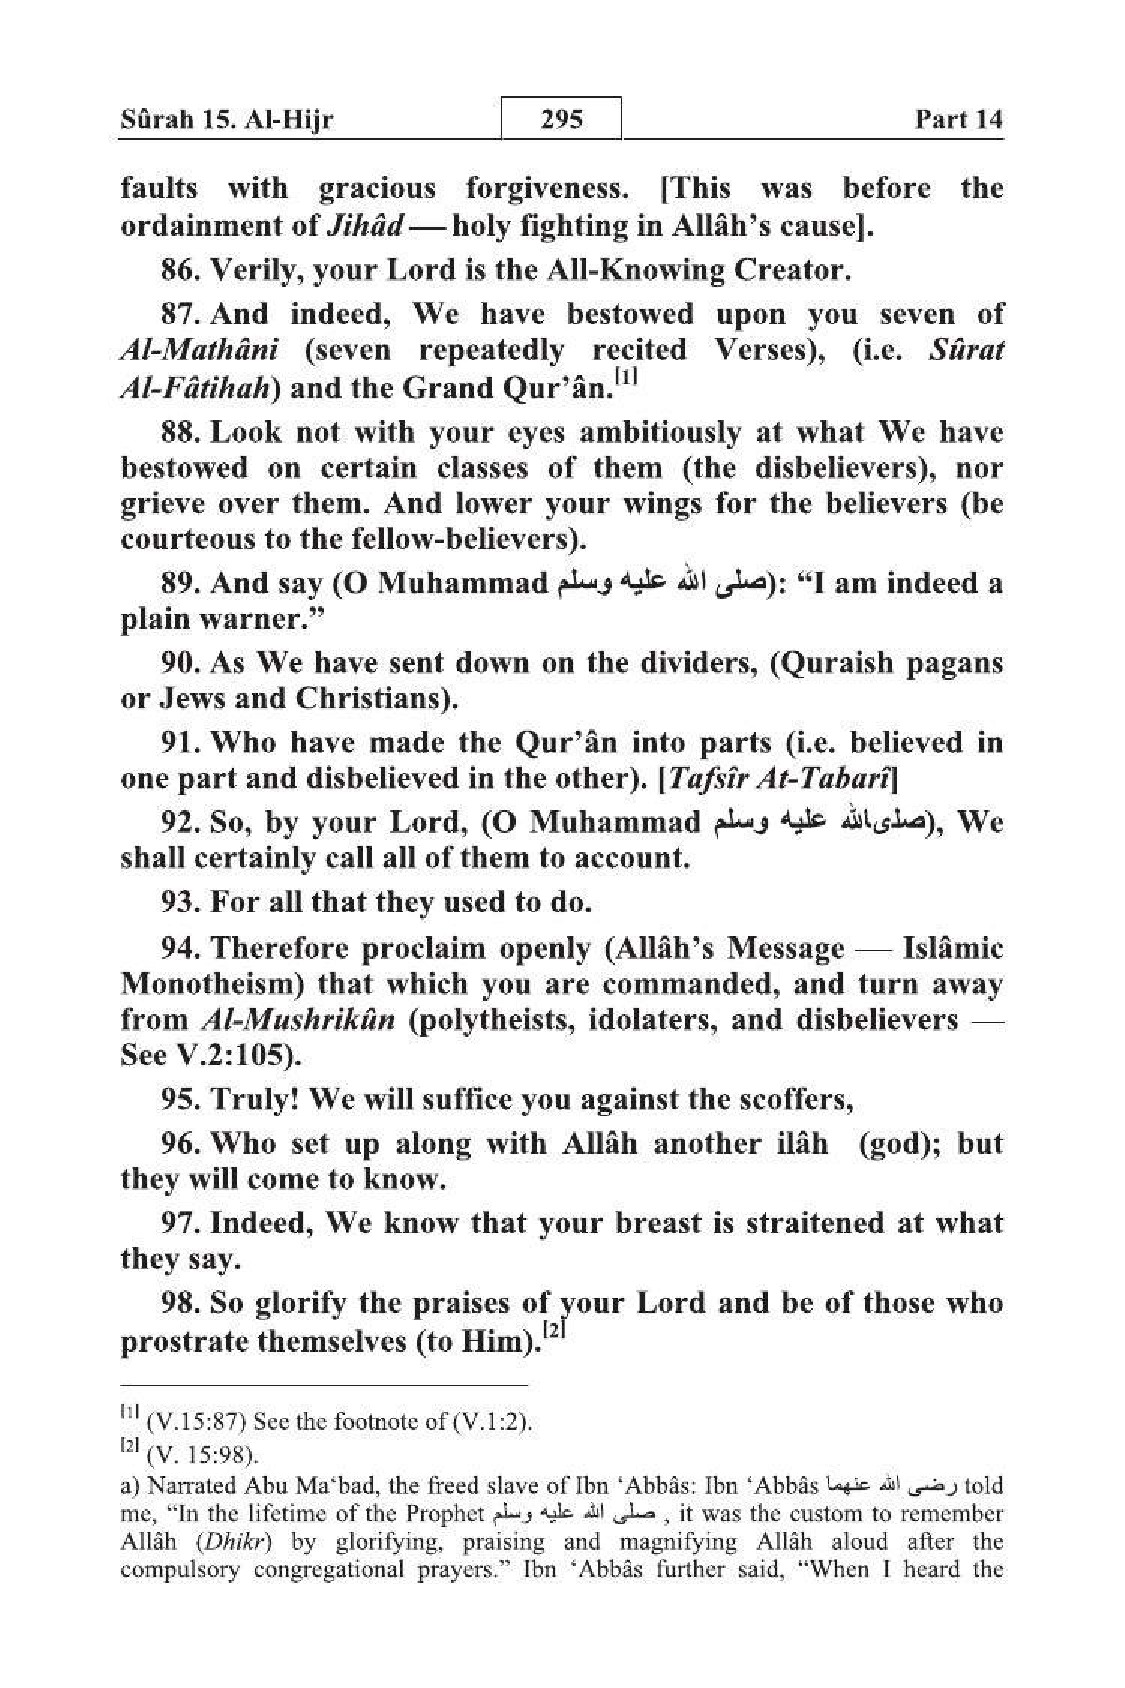 Sûrah 15. Al-Hijr 295 Part 14
faults with gracious forgiveness. [This was before the
ordainment of Jihâd — holy fighting in Allâh's cause].
86. Verily, your Lord is the All-Knowing Creator.
87. And indeed, We have bestowed upon you seven of
Al-Mathâni (seven repeatedly recited Verses), (i.e. Sûrat
Al-Fâtihah) and the Grand Qur'ân.[1]
88. Look not with your eyes ambitiously at what We have
bestowed on certain classes of them (the disbelievers), nor
grieve over them. And lower your wings for the believers (be
courteous to the fellow-believers).
89. And say (O Muhammad صلى الله عليه وسلم): “I am indeed a
plain warner.”
90. As We have sent down on the dividers, (Quraish pagans
or Jews and Christians).
91. Who have made the Qur'ân into parts (i.e. believed in
one part and disbelieved in the other). [Tafsîr At-Tabarî]
92. So, by your Lord, (O Muhammad صلى الله عليه وسلم), We
shall certainly call all of them to account.
93. For all that they used to do.
94. Therefore proclaim openly (Allâh's Message — Islâmic
Monotheism) that which you are commanded, and turn away
from Al-Mushrikûn (polytheists, idolaters, and disbelievers —
See V.2:105).
95. Truly! We will suffice you against the scoffers,
96. Who set up along with Allâh another ilâh (god); but
they will come to know.
97. Indeed, We know that your breast is straitened at what
they say.
98. So glorify the praises of your Lord and be of those who
prostrate themselves (to Him).[2]
[1] (V.15:87) See the footnote of (V.1:2).
[2] (V. 15:98).
a) Narrated Abu Ma‘bad, the freed slave of Ibn ‘Abbâs: Ibn ‘Abbâs رضى الله عنهما told
me, “In the lifetime of the Prophet صلى الله عليه وسلم , it was the custom to remember
Allâh (Dhikr) by glorifying, praising and magnifying Allâh aloud after the
compulsory congregational prayers.” Ibn ‘Abbâs further said, “When I heard the